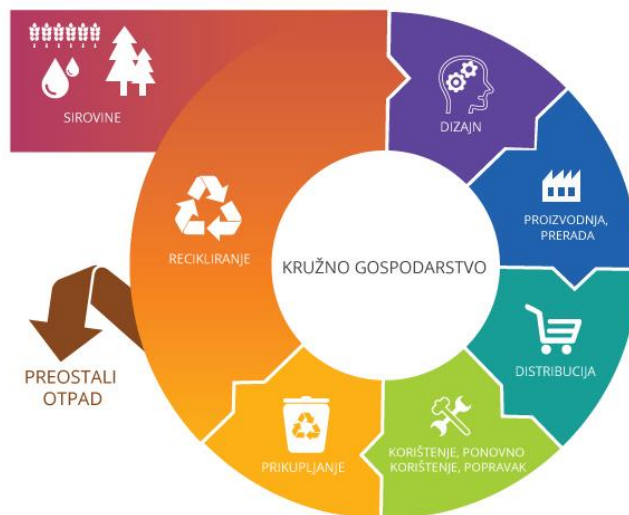 SIROVINE
DIZAJN
PROIZVODNJA,
PRERADA
RECIKLIRANJE
KRUŽNO GOSPODARSTVO
DISTRIBUCIJA
PREOSTALI
OTPAD
PRIKUPLJANJE
KORIŠTENJE, PONOVNO
KORIŠTENJE, POPRAVAK